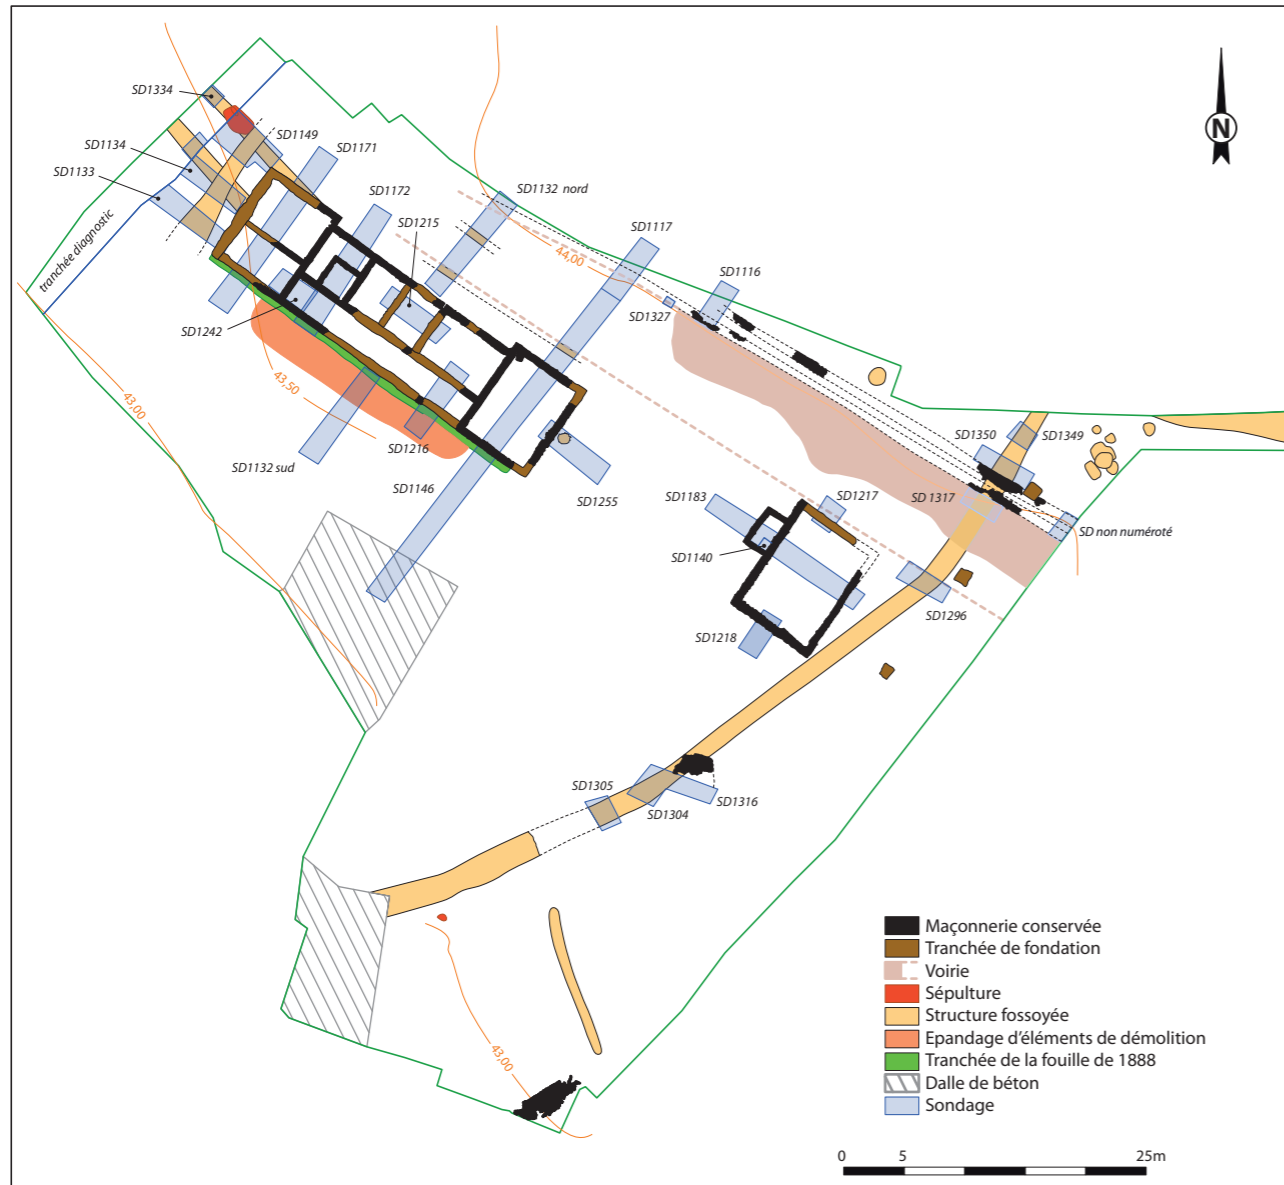 SD1334
SD1134
SD1133
tranchée diagnostic
SD1149
SD1171
SD1172
SD1215
SD1132 nord
SD1117
SD1116
SD1327
44,00
SD1242
43,50
43,00
SD1216
SD1132 sud
SD1146
SD1255
SD1183
SD1217
SD1140
SD1218
SD1350
SD1349
SD 1317
SD non numéroté
SD1296
SD1305
SD1304
SD1316
43,00
N
Maçonnerie conservée
Tranchée de fondation
Voirie
Sépulture
Structure fossoyée
Epandage d'éléments de démolition
Tranchée de la fouille de 1888
Dalle de béton
Sondage
0 5 25m